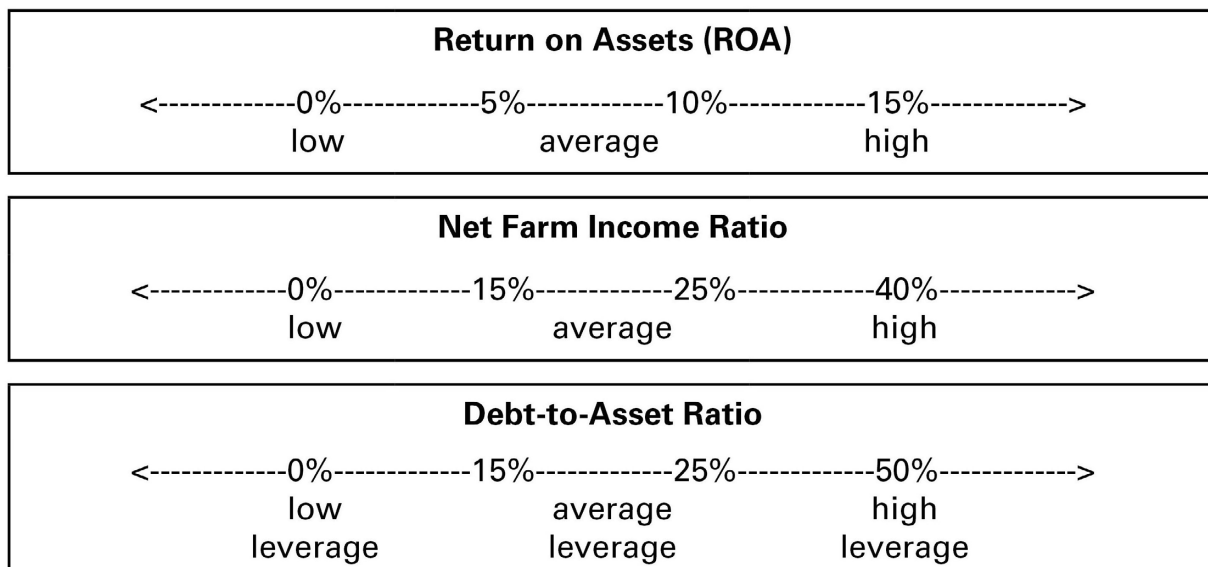 Return on Assets (ROA)
<-------------0%-------------5%-------------10%-------------15%------------->
low average high
Net Farm Income Ratio
<-------------0%-------------15%-------------25%-------------40%------------->
low average high
Debt-to-Asset Ratio
<-------------0%-------------15%-------------25%-------------50%------------->
low average high
leverage leverage leverage